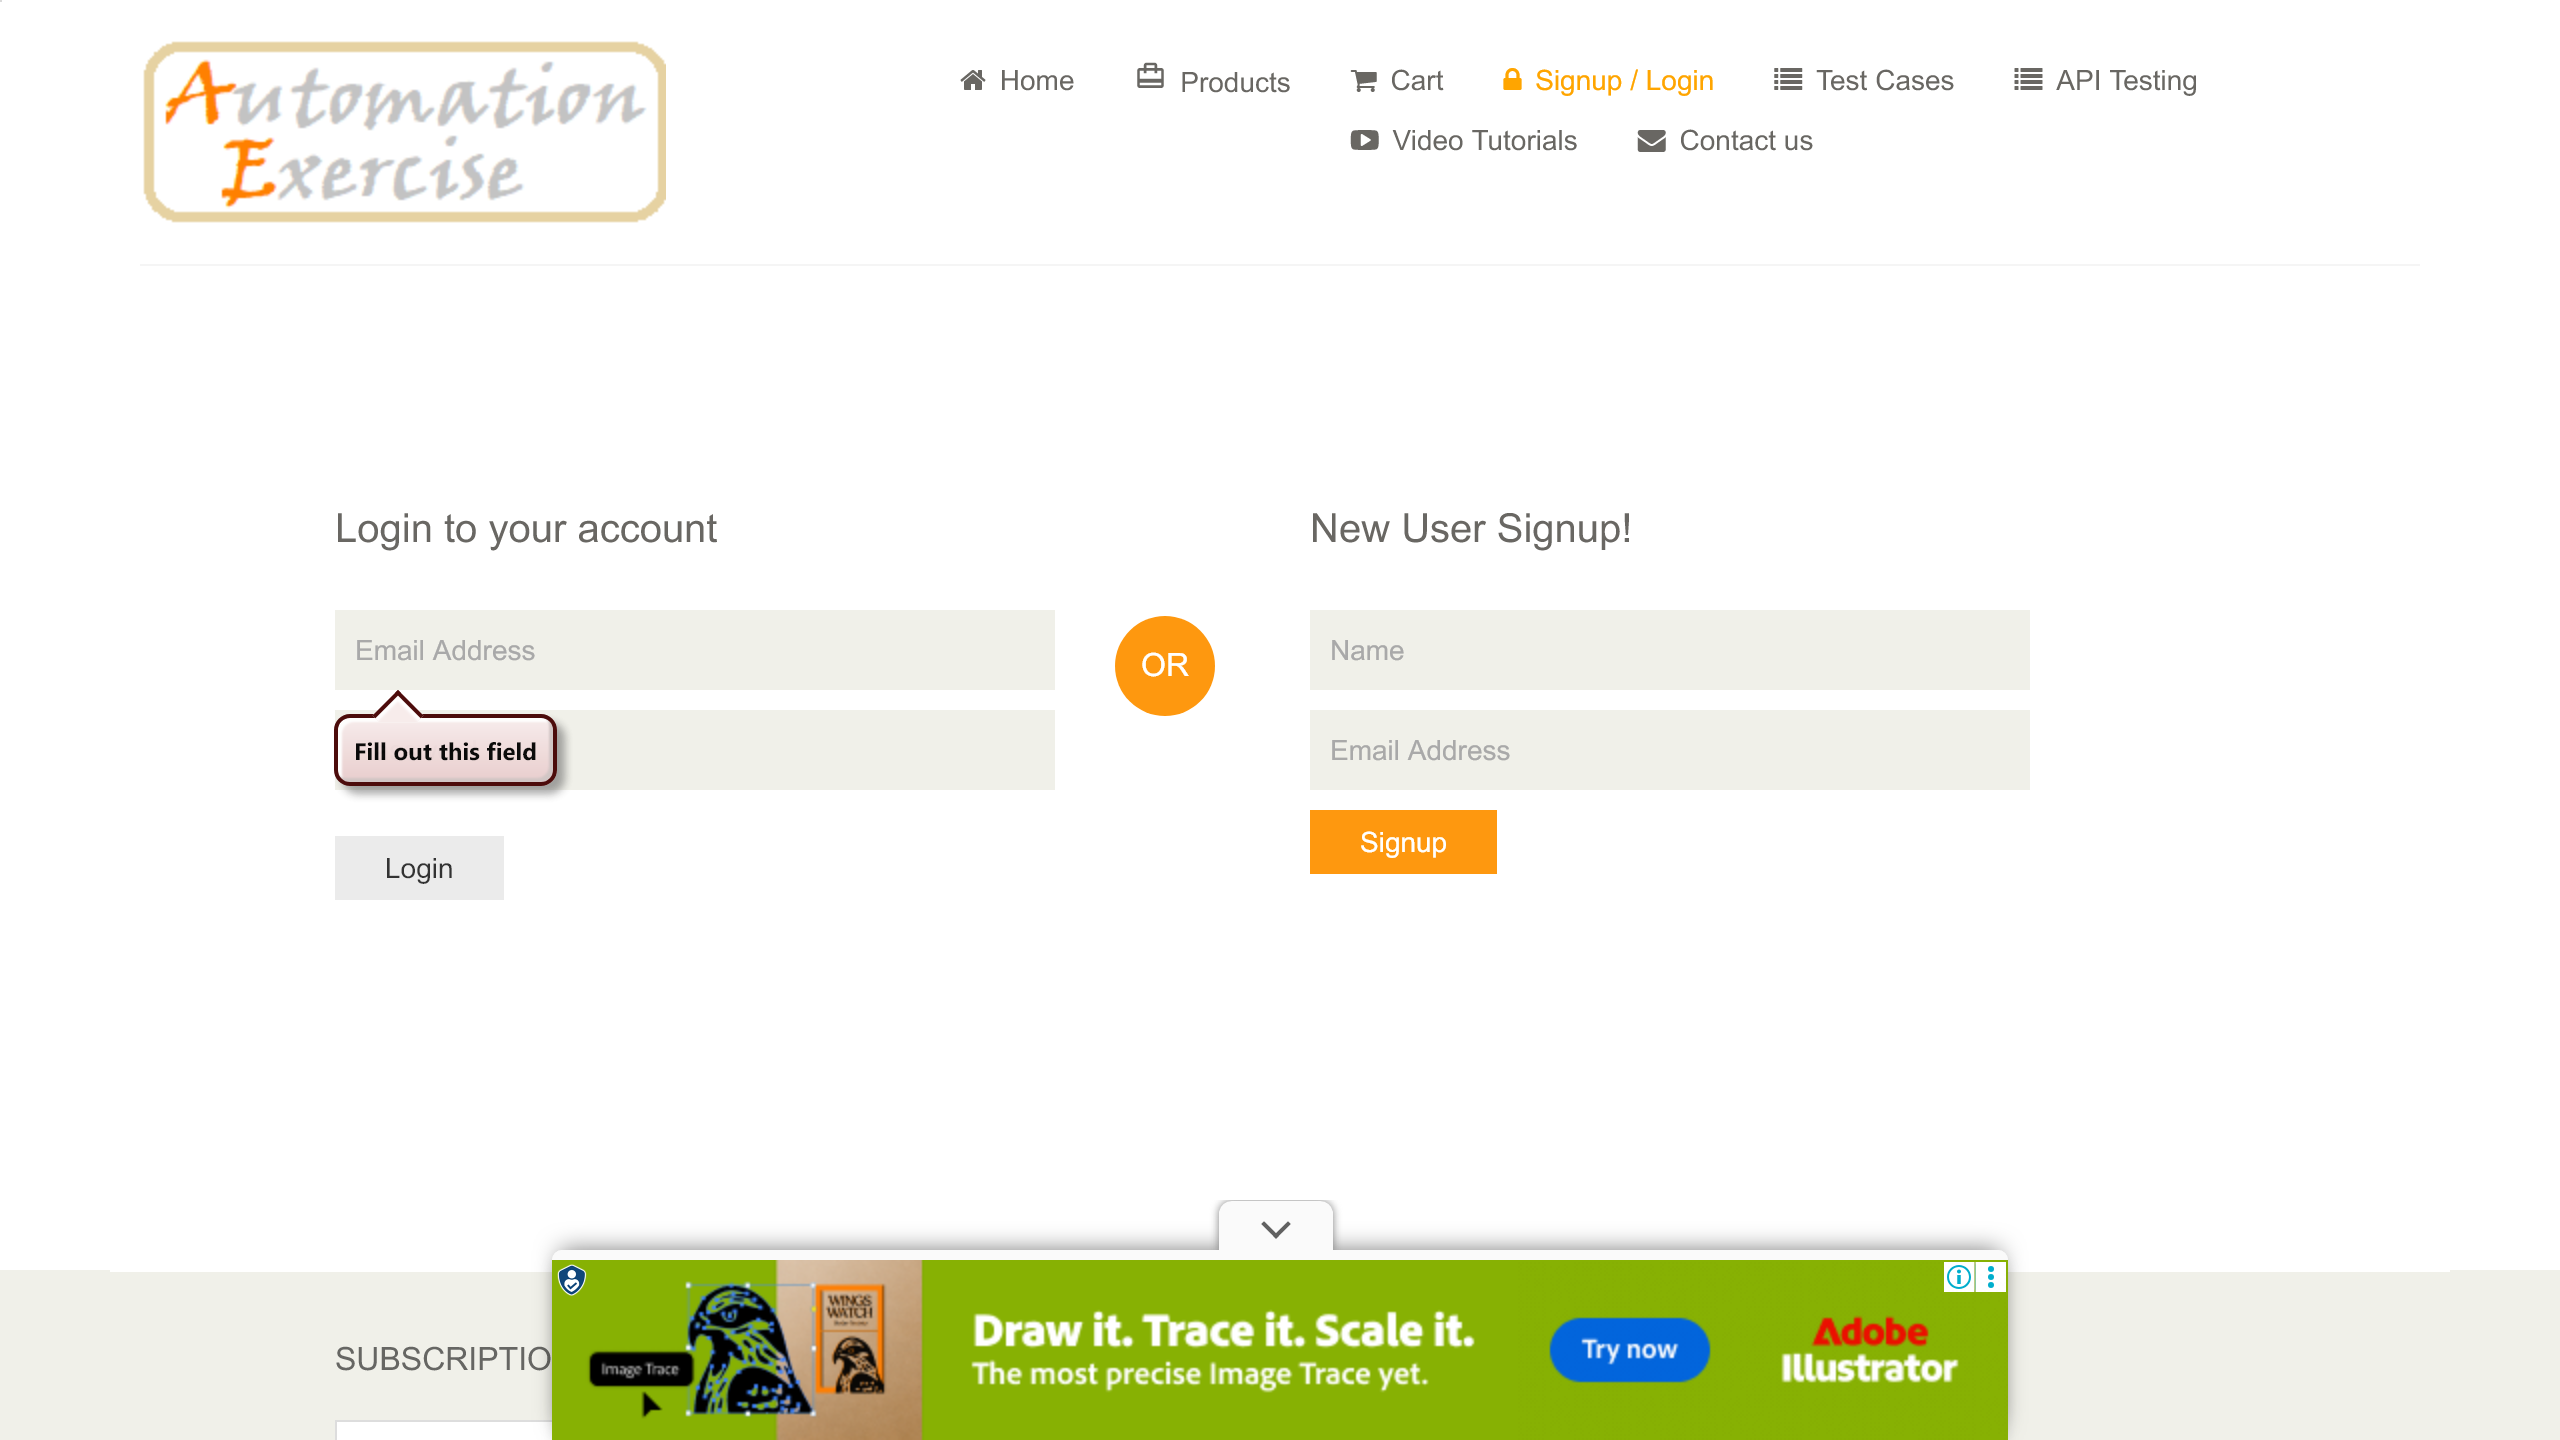 Automation
Exercise
Home
Products
Cart
Signup / Login
Test Cases
API Testing
Video Tutorials
Contact us
Login to your account
Email Address
Fill out this field
Login
OR
New User Signup!
Name
Email Address
Signup
SUBSCRIPTIO
Image Trace
WINGS
WATCH
Draw it. Trace it. Scale it.
The most precise Image Trace yet.
Try now
Adobe
Illustrator